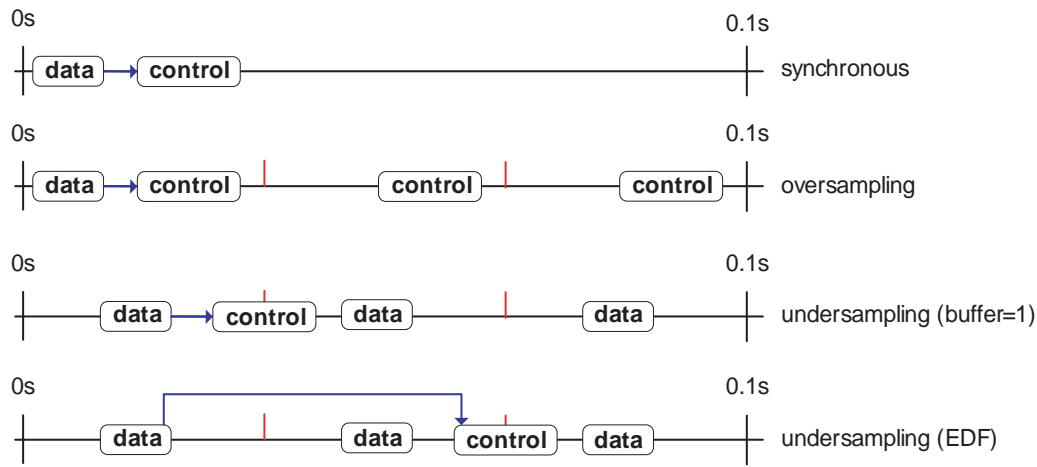 0s 0.1s
data control synchronous
0s 0.1s
data control control control oversampling
0s 0.1s
data control data data undersampling (buffer=1)
0s 0.1s
data data control data undersampling (EDF)